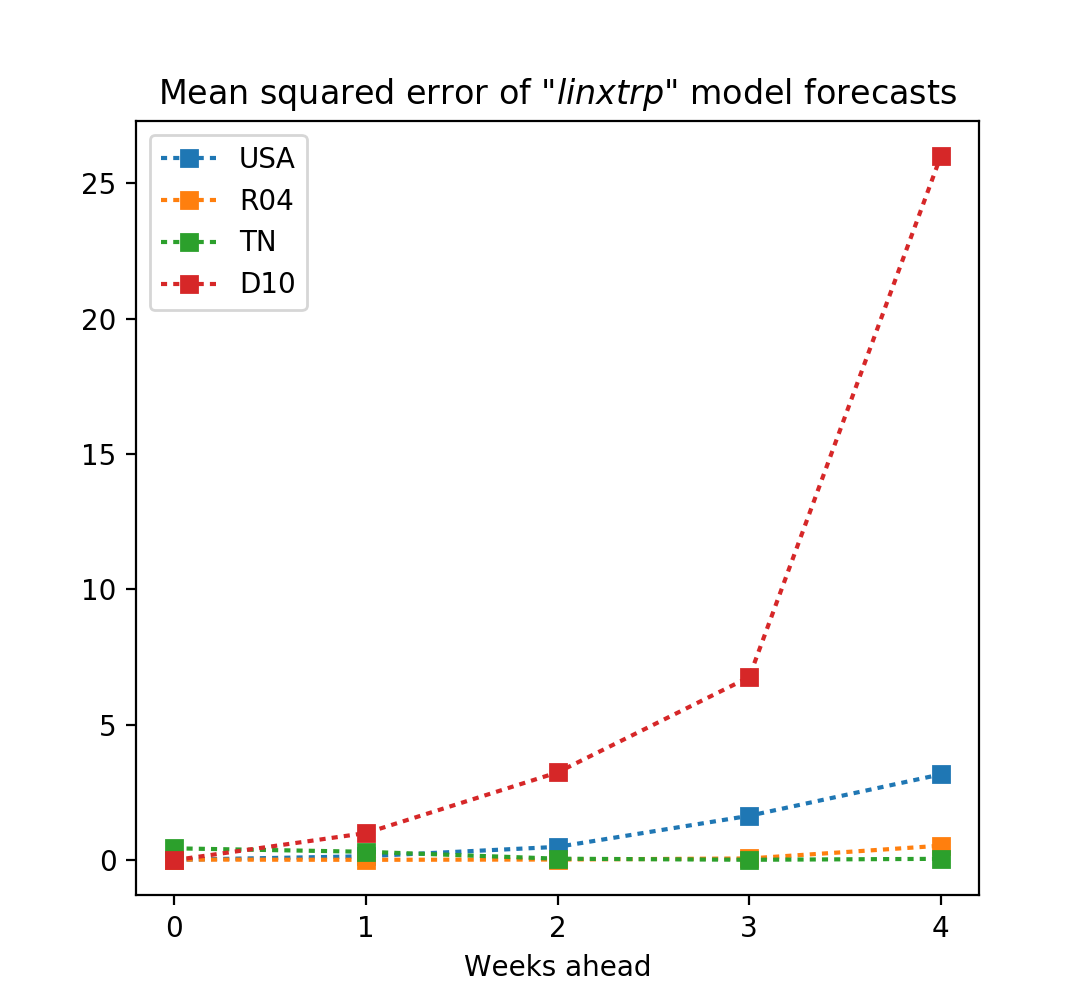 Mean squared error of "linxtrp" model forecasts
USA
R04
TN
D10
25
20
15
10
5
0
0 1 2 3 4
Weeks ahead